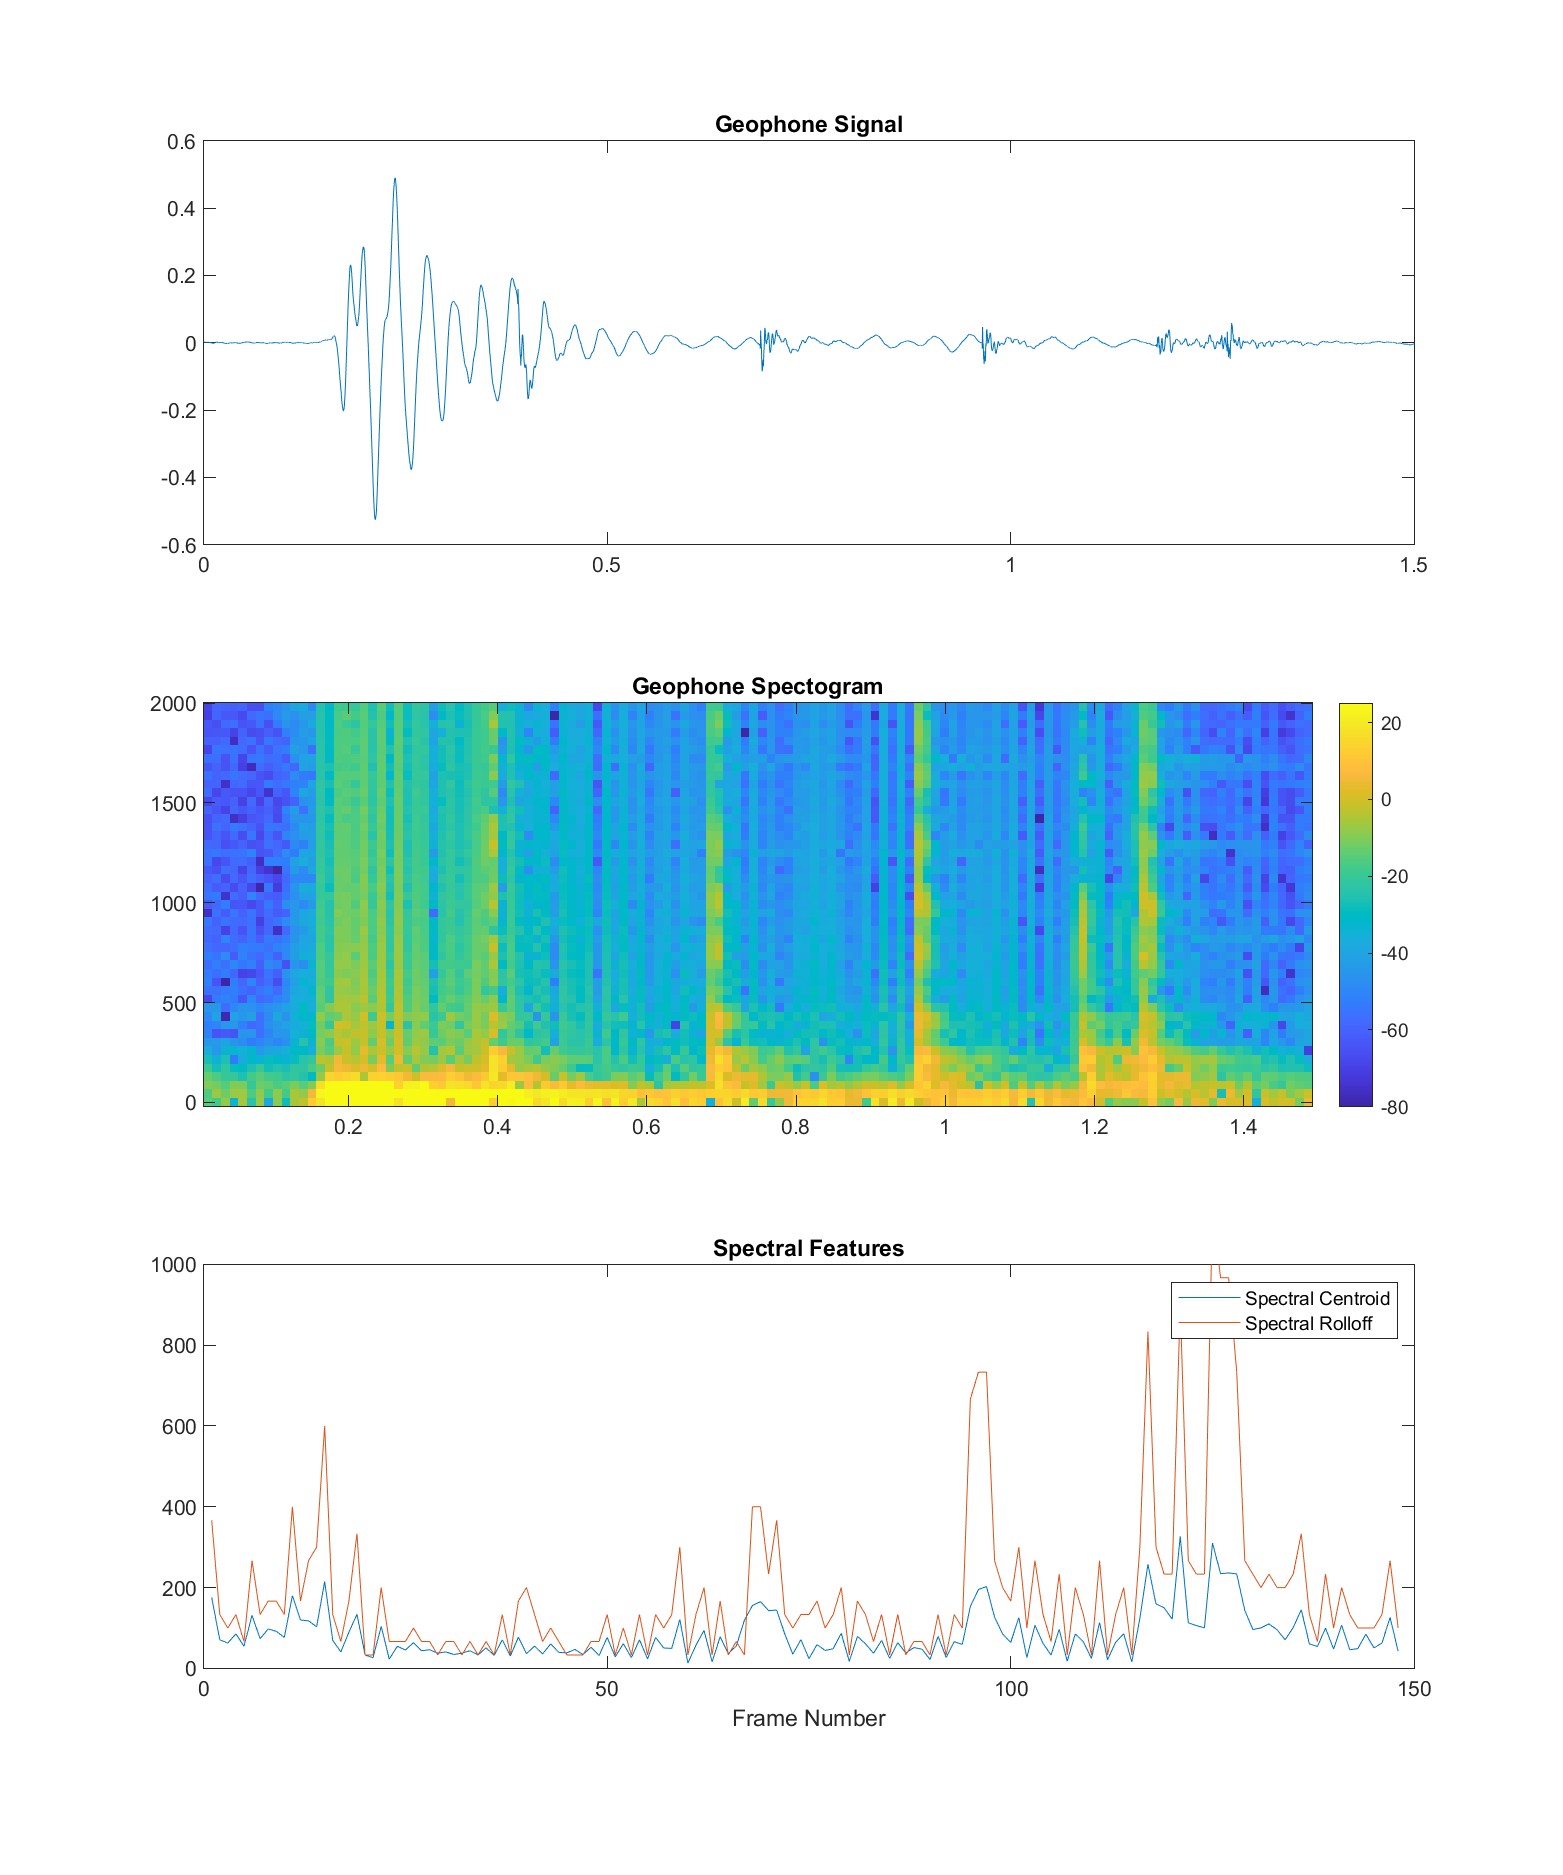 Geophone Signal
0.6
0.4
0.2
0
-0.2
-0.4
-0.6
0 0.5 1 1.5
Geophone Spectogram
2000
1500
1000
500
0
0.2 0.4 0.6 0.8 1 1.2 1.4
20
0
-20
-40
-60
-80
Spectral Features
1000
800
600
400
200
0
Spectral Centroid
Spectral Rolloff
0 50 100 150
Frame Number